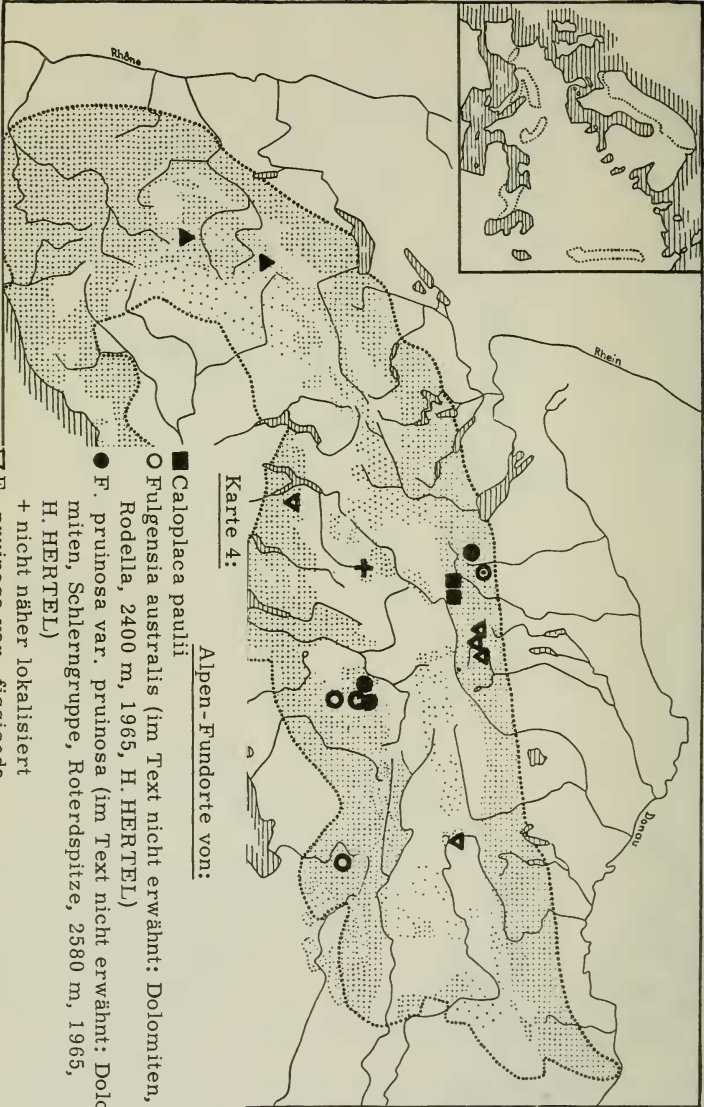 Rhône
Rhein
Donau
Karte 4:
Alpen-Fundorte von:
■ Caloplaca paulii
○ Fulgensia australis (im Text nicht erwähnt: Dolomiten,
Rodella, 2400 m, 1965, H. HERTEL)
● F. pruinosa var. pruinosa (im Text nicht erwähnt: Dolo
miten, Schlerngruppe, Roterdspitze, 2580 m, 1965,
H. HERTEL)
+ nicht näher lokalisiert